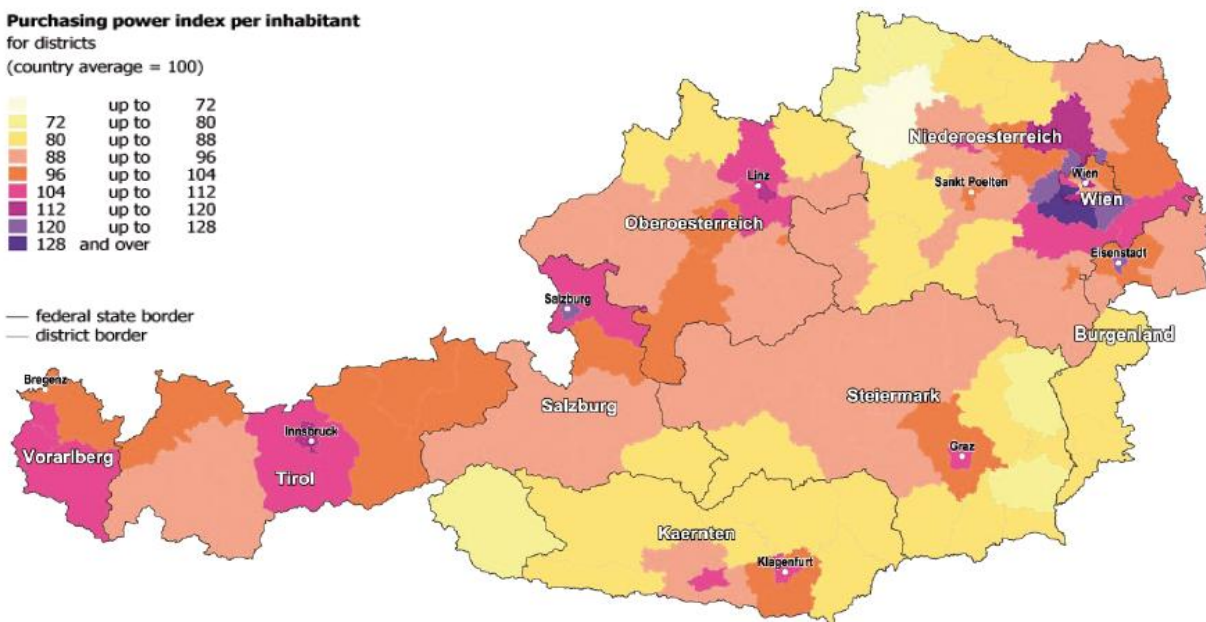 Purchasing power index per inhabitant
for districts
(country average = 100)
up to 72
72 up to 80
80 up to 88
88 up to 96
96 up to 104
104 up to 112
112 up to 120
120 up to 128
128 and over
federal state border
district border
Niederoesterreich
Linz
Wien
Sankt Poelten
Wien
Oberoesterreich
Eisenstadt
Salzburg
Burgenland
Bregenz
Steiermark
Salzburg
Innsbruck
Graz
Vorarlberg
Tirol
Kaernten
Klagenfurt